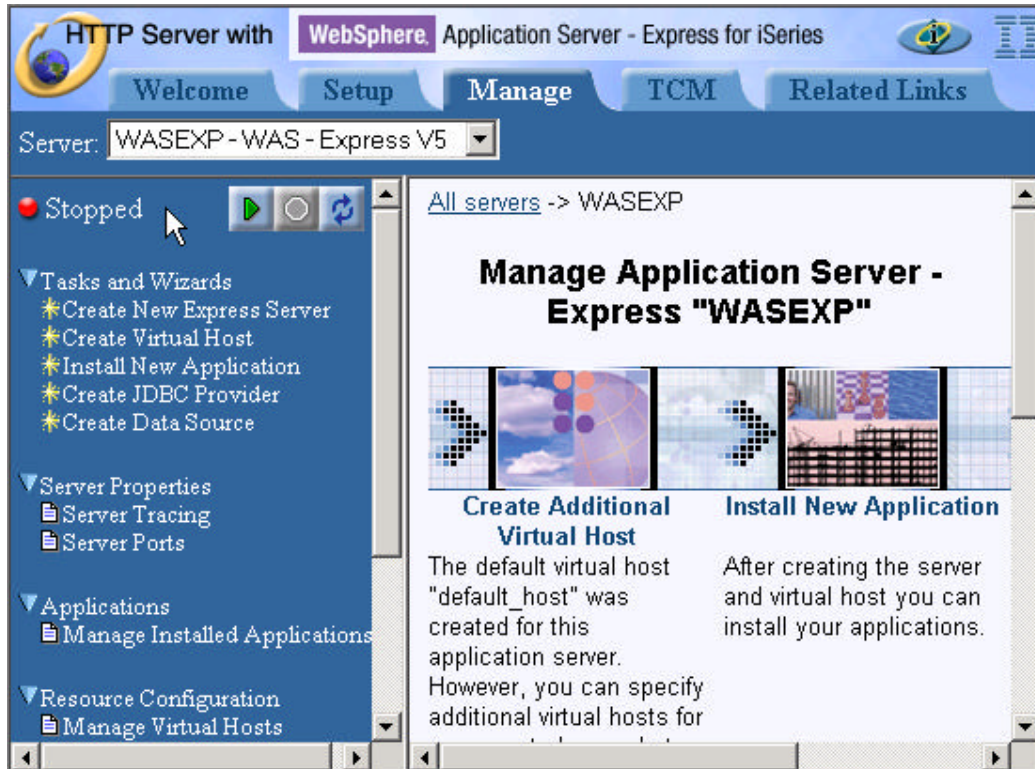 HTTP Server with WebSphere Application Server - Express for iSeries
Welcome Setup Manage TCM Related Links
Server: WASEXP - WAS - Express V5
Stopped
Tasks and Wizards
Create New Express Server
Create Virtual Host
Install New Application
Create JDBC Provider
Create Data Source
Server Properties
Server Tracing
Server Ports
Applications
Manage Installed Applications
Resource Configuration
Manage Virtual Hosts
All servers -> WASEXP
Manage Application Server -
Express "WASEXP"
Create Additional
Virtual Host
The default virtual host
"default_host" was
created for this
application server.
However, you can specify
additional virtual hosts for
Install New Application
After creating the server
and virtual host you can
install your applications.